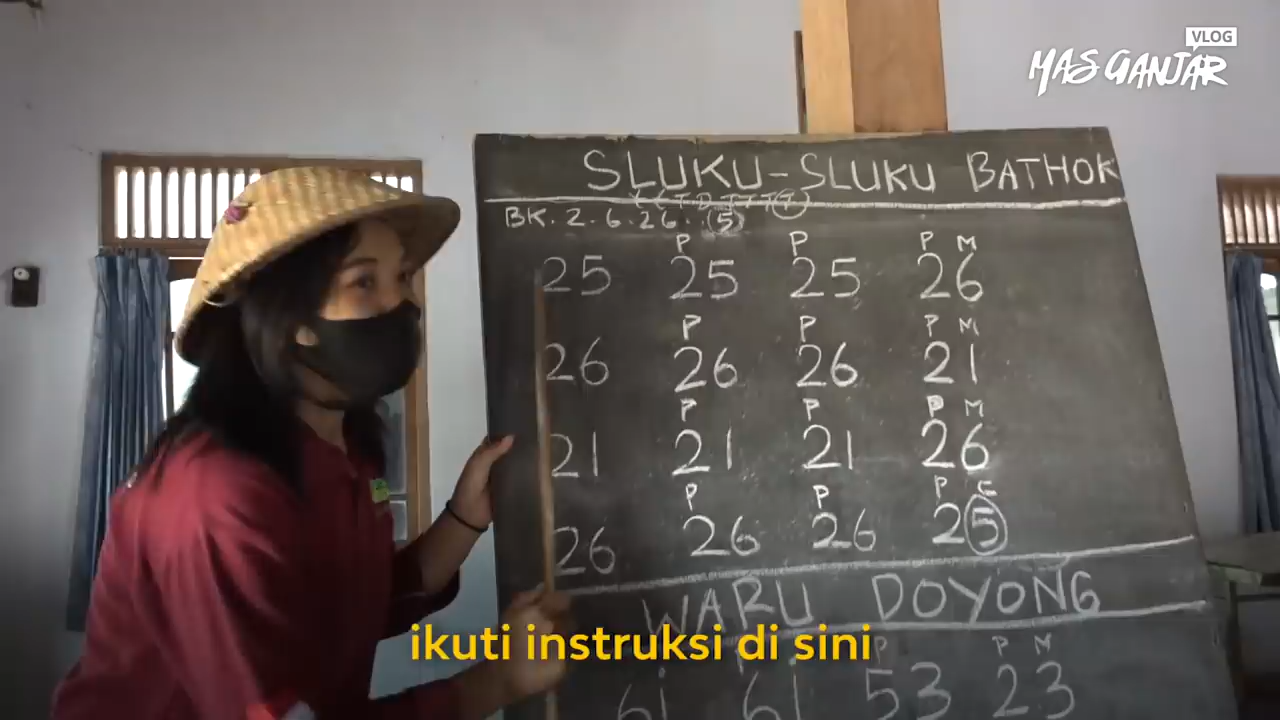 VLOG
MAS GANJAR
SLUKU-SLUKU BATHOK
BK. 2. 6. 26. . 5
P P P M
25 25 25 26
P P P M
26 26 26 21
P P P M
21 21 21 26
P P P G
26 26 26 25
WARU DOYONG
P P M
61 61 53 23
ikuti instruksi di sini